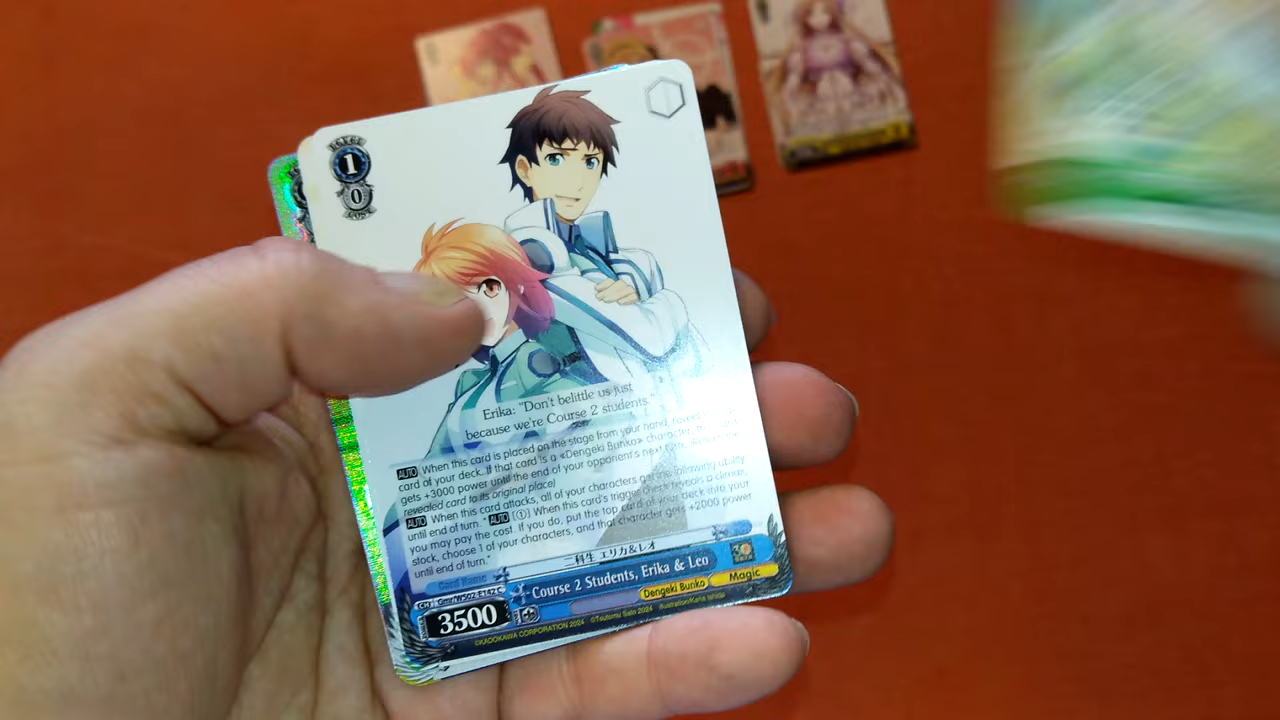 LEVEL
1
0
COST
Erika: "Don't belittle us just
because we're Course 2 students."
AUTO When this card is placed on the stage from your hand, reveal
card of your deck. If that card is a «Dengeki Bunko» character,
gets +3000 power until the end of your opponent's next turn. (Return the
revealed card to its original place)
AUTO When this card attacks, all of your characters get the following ability
until end of turn. "AUTO [(1)] When this card's trigger check reveals a climax,
you may pay the cost. If you do, put the top card of your deck into your
stock, choose 1 of your characters, and that character gets +2000 power
until end of turn."
二科生 エリカ&レオ
Card Name
Course 2 Students, Erika & Leo
CH
3500
Dengeki Bunko
Magic
©KADOKAWA CORPORATION 2024 ©Tsutomu Sato 2024 Illustration/Kana Ishida